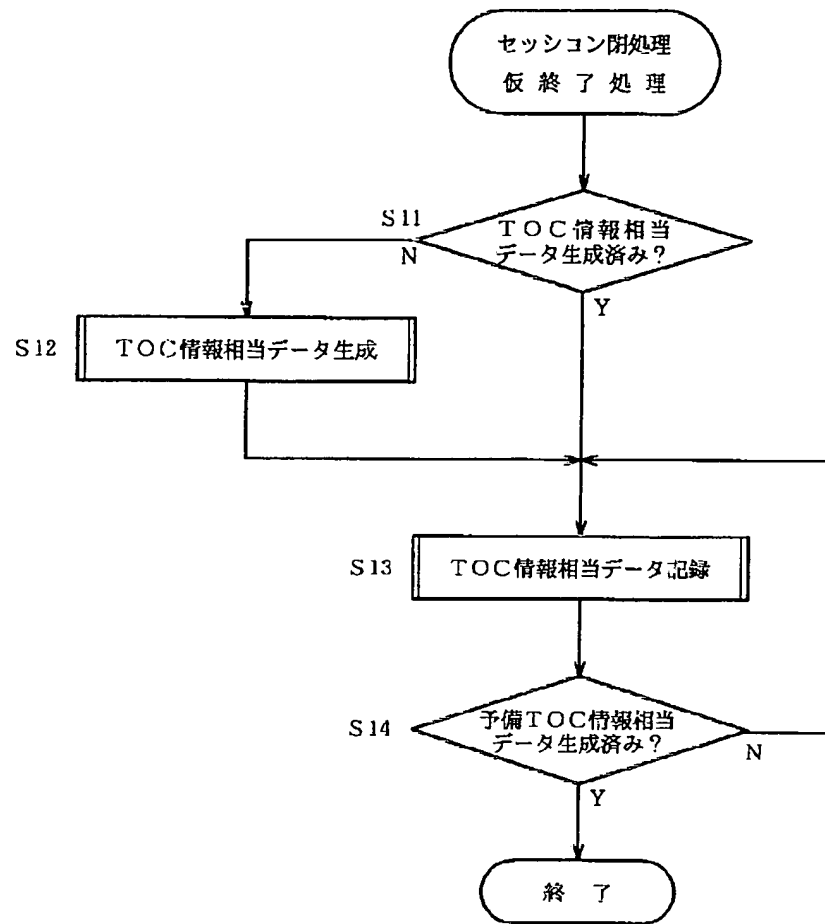 セッション閉処理
仮終了処理
S11
TOC情報相当
データ生成済み?
N
Y
S12
TOC情報相当データ生成
S13
TOC情報相当データ記録
S14
予備TOC情報相当
データ生成済み?
N
Y
終了